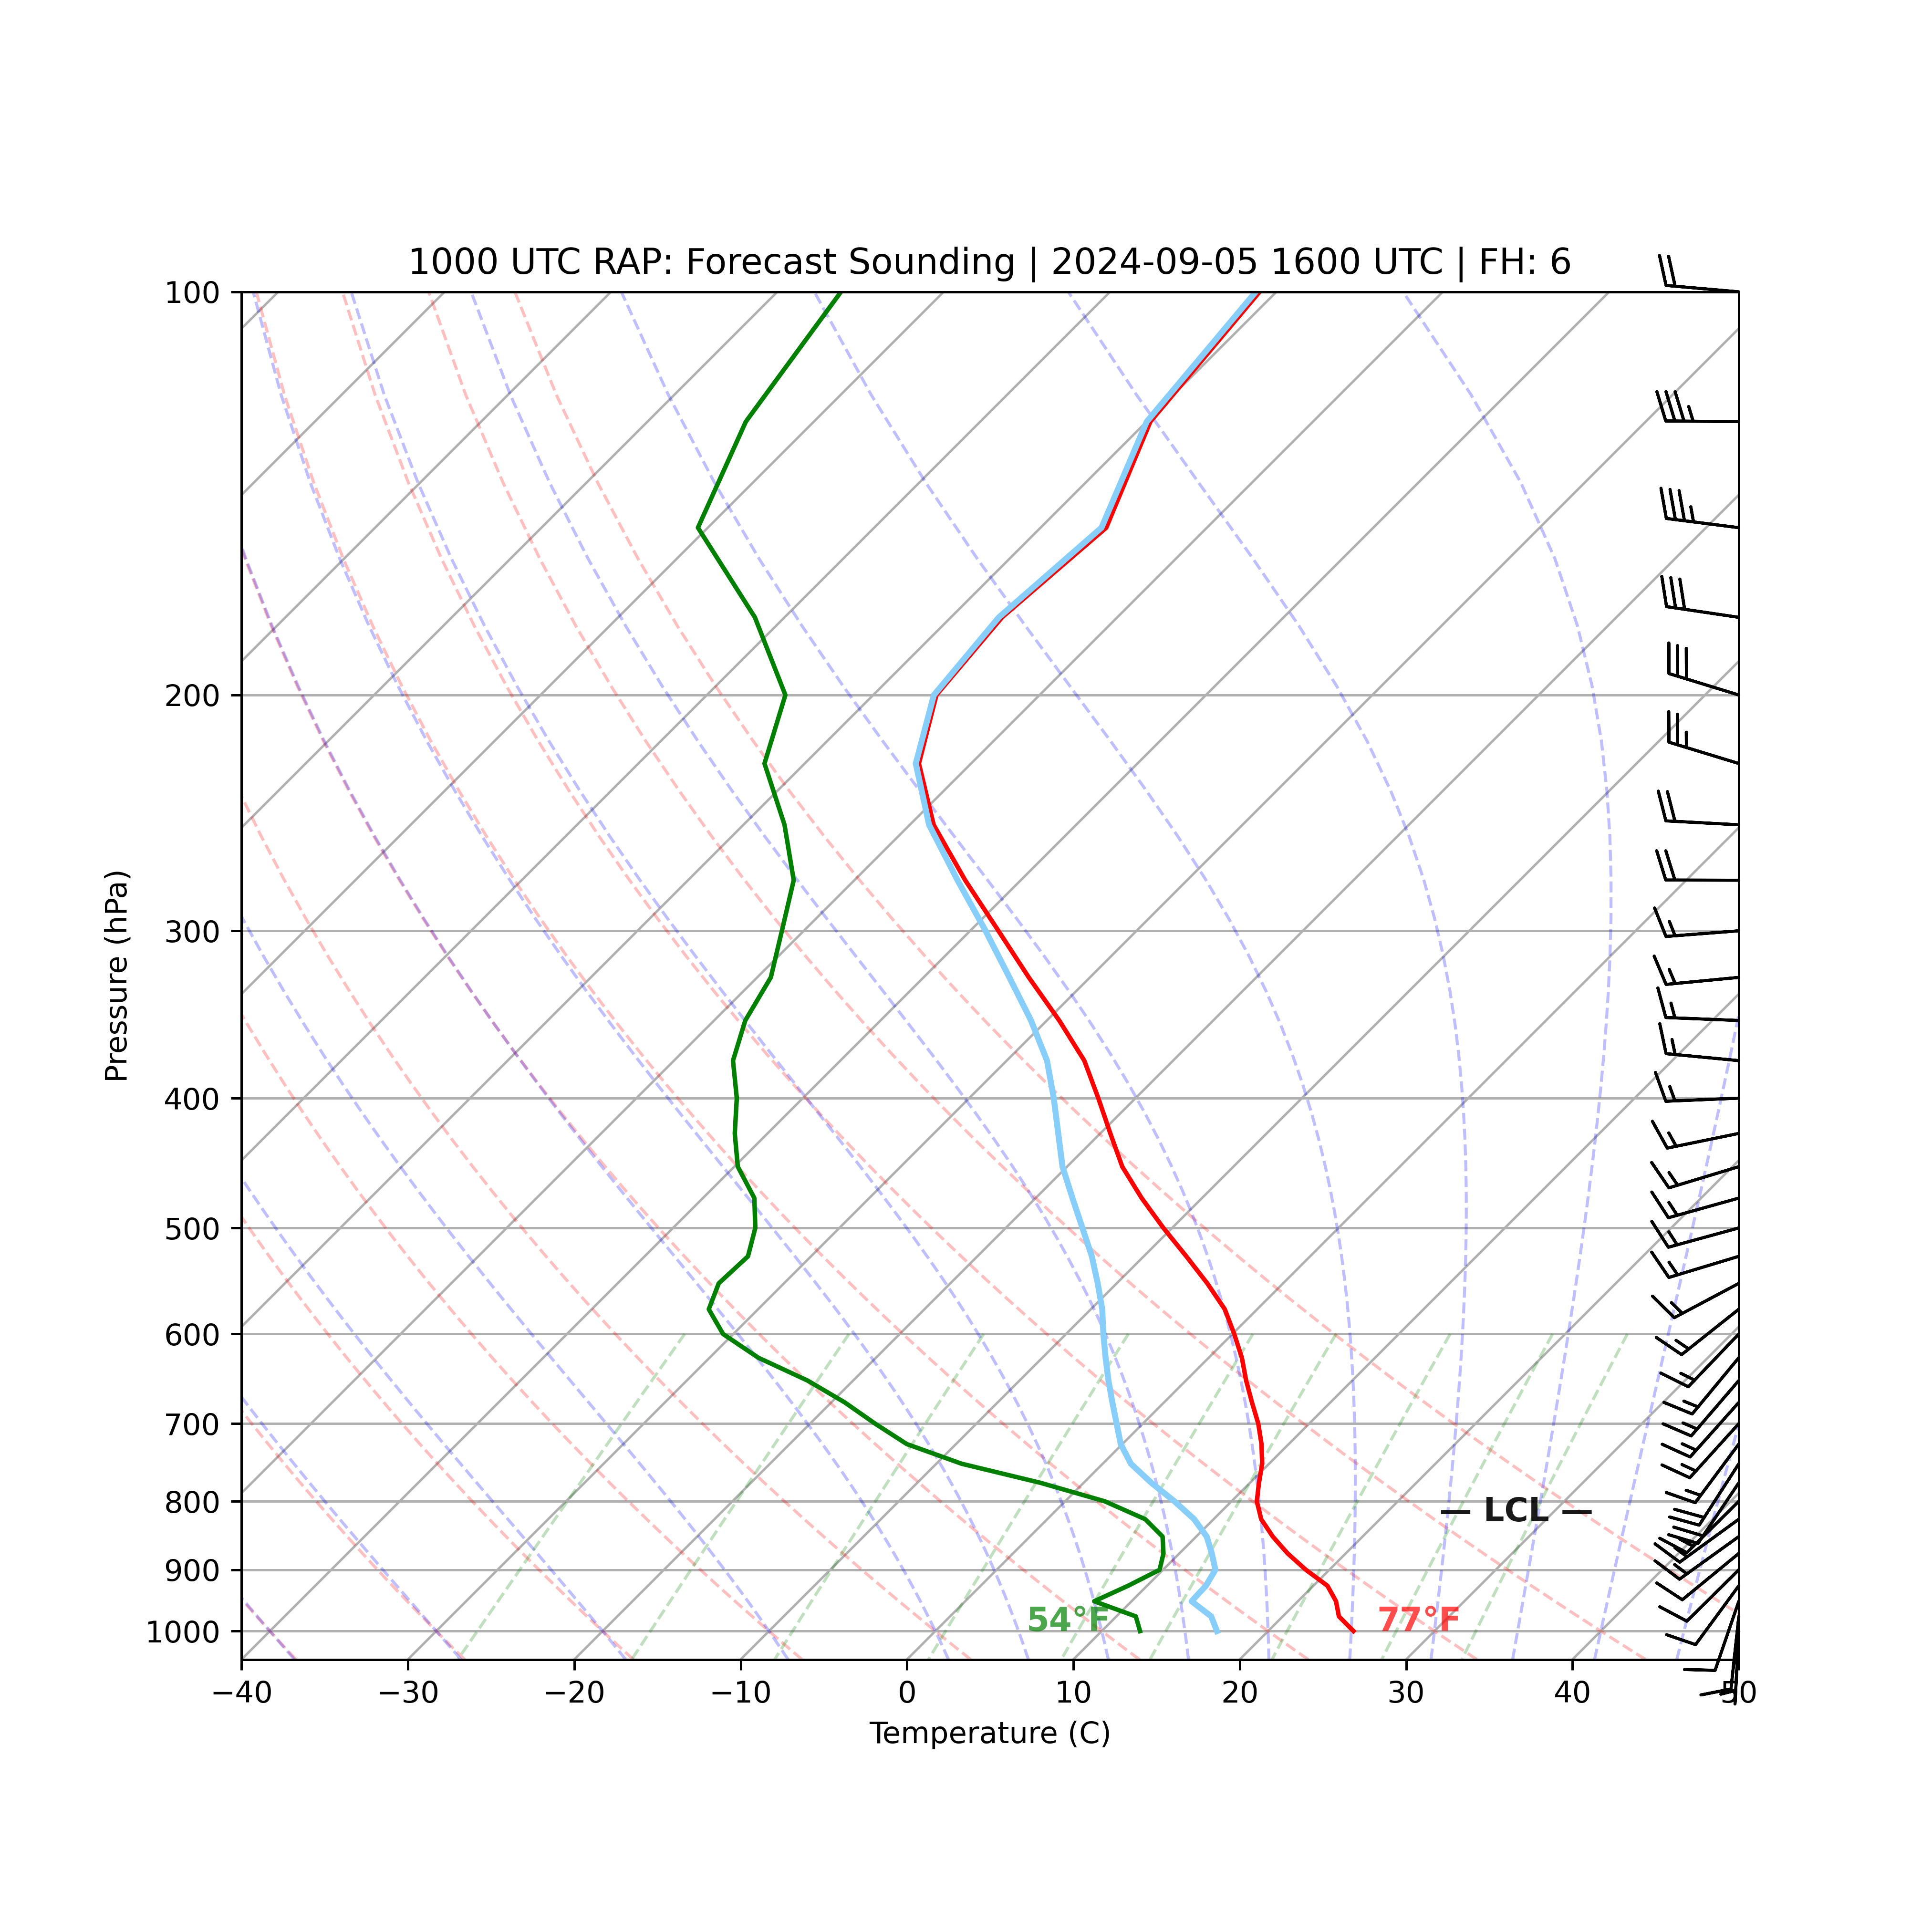 1000 UTC RAP: Forecast Sounding | 2024-09-05 1600 UTC | FH: 6
100
200
300
400
500
600
700
800
900
1000
Pressure (hPa)
— LCL —
54°F
77°F
−40 −30 −20 −10 0 10 20 30 40 50
Temperature (C)